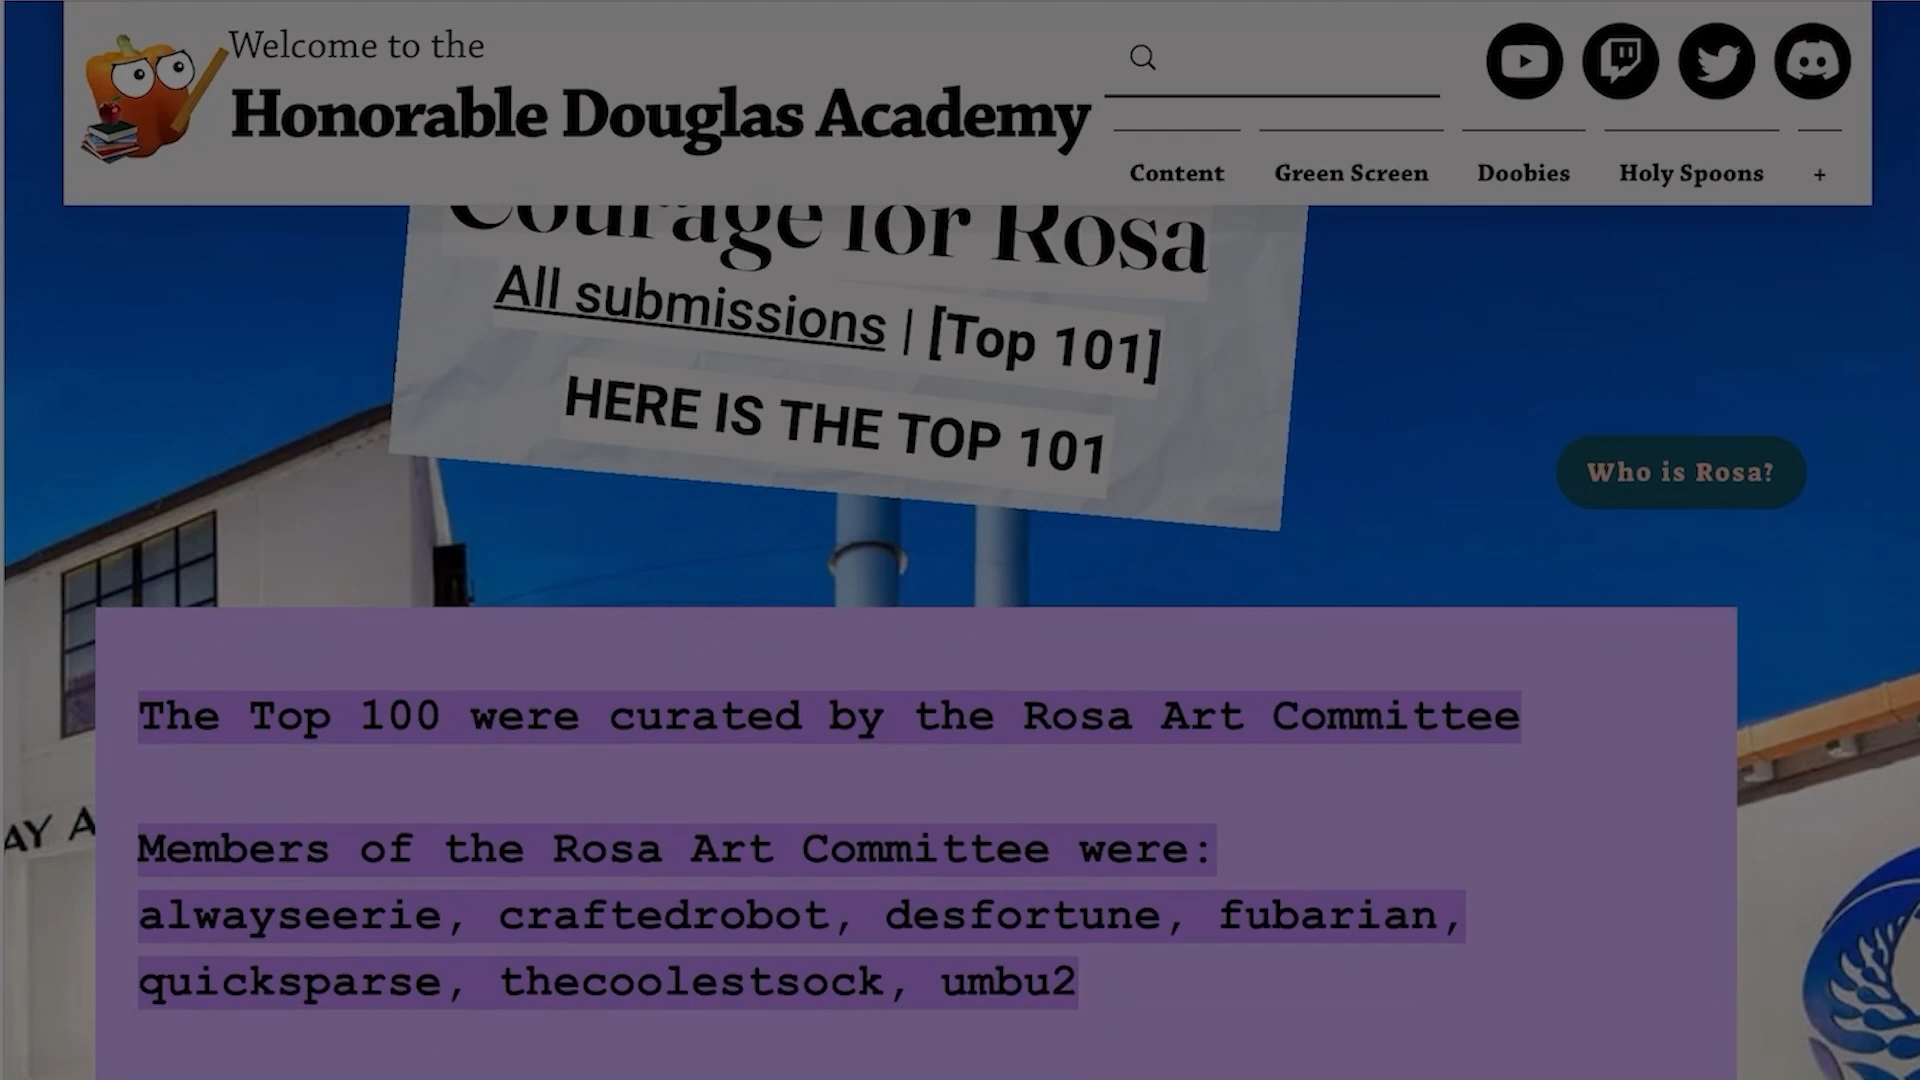 Welcome to the
Honorable Douglas Academy
Content
Green Screen
Doobies
Holy Spoons
+
Courage for Rosa
All submissions | [Top 101]
HERE IS THE TOP 101
Who is Rosa?
The Top 100 were curated by the Rosa Art Committee
Members of the Rosa Art Committee were:
alwayseerie, craftedrobot, desfortune, fubarian,
quicksparse, thecoolestsock, umbu2
AY A